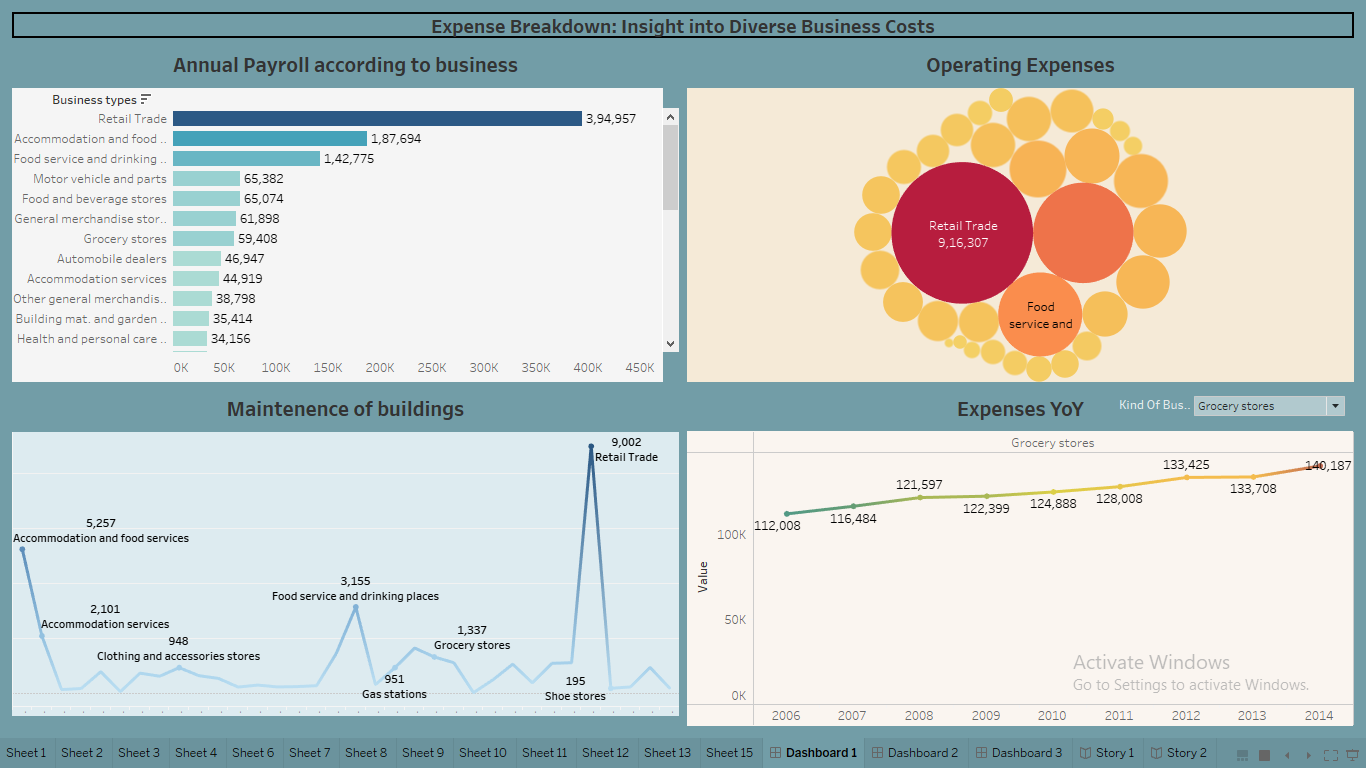 Expense Breakdown: Insight into Diverse Business Costs
Annual Payroll according to business
Business types
Retail Trade 3,94,957
Accommodation and food .. 1,87,694
Food service and drinking .. 1,42,775
Motor vehicle and parts 65,382
Food and beverage stores 65,074
General merchandise stor.. 61,898
Grocery stores 59,408
Automobile dealers 46,947
Accommodation services 44,919
Other general merchandis.. 38,798
Building mat. and garden .. 35,414
Health and personal care .. 34,156
0K 50K 100K 150K 200K 250K 300K 350K 400K 450K
Operating Expenses
Retail Trade
9,16,307
Food
service and
Maintenence of buildings
9,002
Retail Trade
5,257
Accommodation and food services
3,155
Food service and drinking places
2,101
Accommodation services
948
Clothing and accessories stores
1,337
Grocery stores
951
Gas stations
195
Shoe stores
Expenses YoY
Kind Of Bus.. Grocery stores
Grocery stores
Value
100K
50K
0K
112,008 116,484 121,597 122,399 124,888 128,008 133,425 133,708 140,187
2006 2007 2008 2009 2010 2011 2012 2013 2014
Activate Windows
Go to Settings to activate Windows.
Sheet 1 Sheet 2 Sheet 3 Sheet 4 Sheet 6 Sheet 7 Sheet 8 Sheet 9 Sheet 10 Sheet 11 Sheet 12 Sheet 13 Sheet 15 Dashboard 1 Dashboard 2 Dashboard 3 Story 1 Story 2